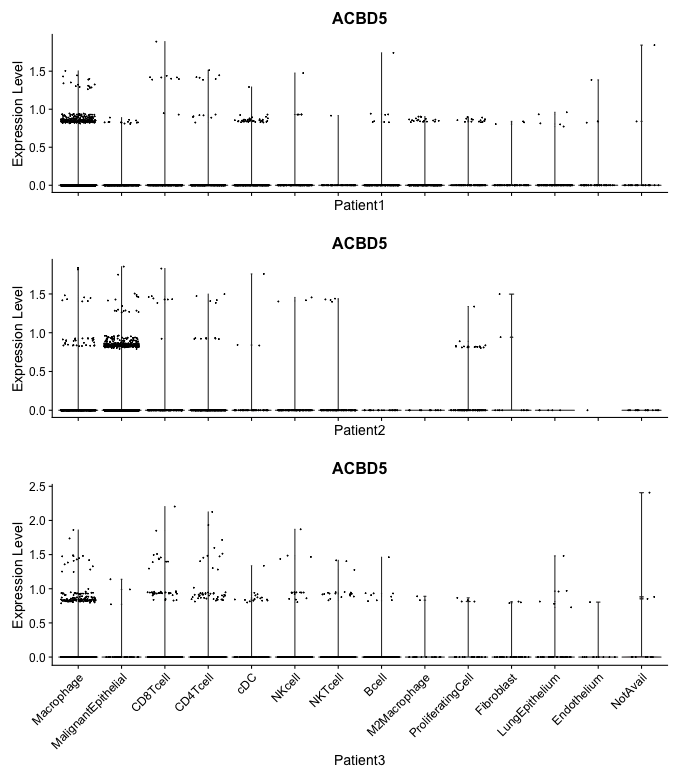 ACBD5
Expression Level
1.5
1.0
0.5
0.0
Patient1
ACBD5
Expression Level
1.5
1.0
0.5
0.0
Patient2
ACBD5
Expression Level
2.5
2.0
1.5
1.0
0.5
0.0
Macrophage
MalignantEpithelial
CD8Tcell
CD4Tcell
cDC
NKcell
NKTcell
Bcell
M2Macrophage
ProliferatingCell
Fibroblast
LungEpithelium
Endothelium
NotAvail
Patient3